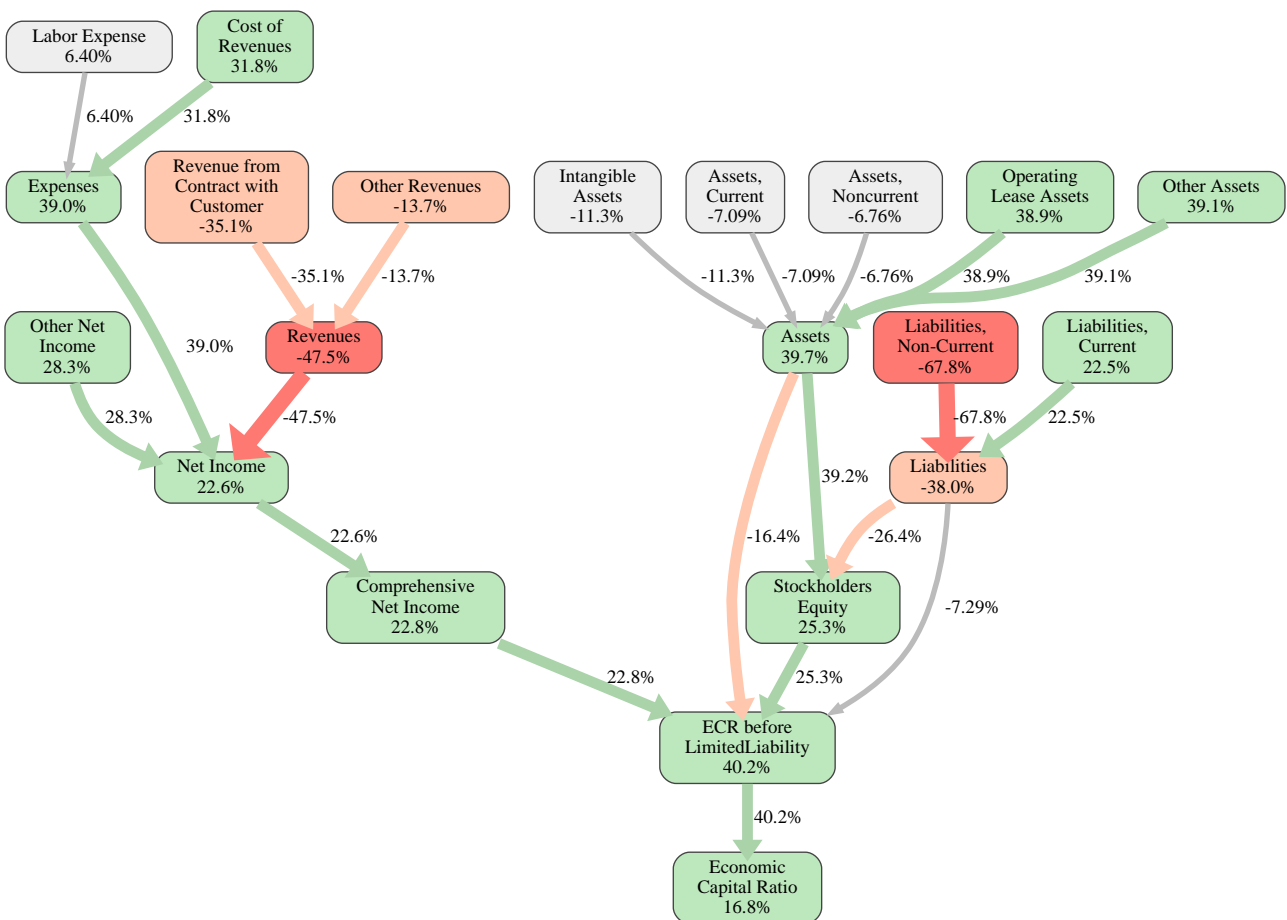 Labor Expense
6.40%
Cost of
Revenues
31.8%
6.40%
31.8%
Expenses
39.0%
Revenue from
Contract with
Customer
-35.1%
Other Revenues
-13.7%
Intangible
Assets
-11.3%
Assets,
Current
-7.09%
Assets,
Noncurrent
-6.76%
Operating
Lease Assets
38.9%
Other Assets
39.1%
-35.1%
-13.7%
-11.3%
-7.09%
-6.76%
38.9%
39.1%
Other Net
Income
28.3%
39.0%
Revenues
-47.5%
Assets
39.7%
Liabilities,
Non-Current
-67.8%
Liabilities,
Current
22.5%
28.3%
-47.5%
-67.8%
22.5%
Net Income
22.6%
39.2%
Liabilities
-38.0%
22.6%
-16.4%
-26.4%
Comprehensive
Net Income
22.8%
Stockholders
Equity
25.3%
-7.29%
22.8%
25.3%
ECR before
LimitedLiability
40.2%
40.2%
Economic
Capital Ratio
16.8%